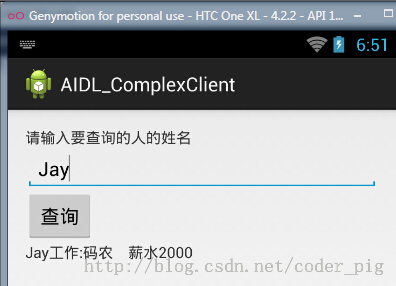 Genymotion for personal use - HTC One XL - 4.2.2 - API 1...
6:51
AIDL_ComplexClient
请输入要查询的人的姓名
Jay
查询
Jay工作:码农 薪水2000
http://blog.csdn.net/coder_pig